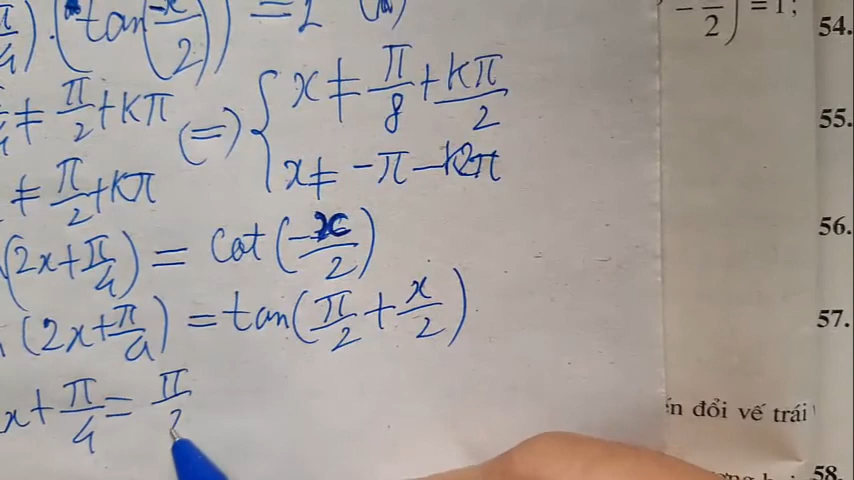 π/4).(tan(-x/2)) = 1
≠ π/2 + kπ
≠ π/2 + kπ
(=) { x ≠ π/8 + kπ/2
x ≠ -π - k2π
(2x + π/4) = cot(-x/2)
(2x + π/4) = tan(π/2 + x/2)
x + π/4 = π/2
- π/2) = 1;
54.
55.
56.
57.
ến đổi vế trái
58.